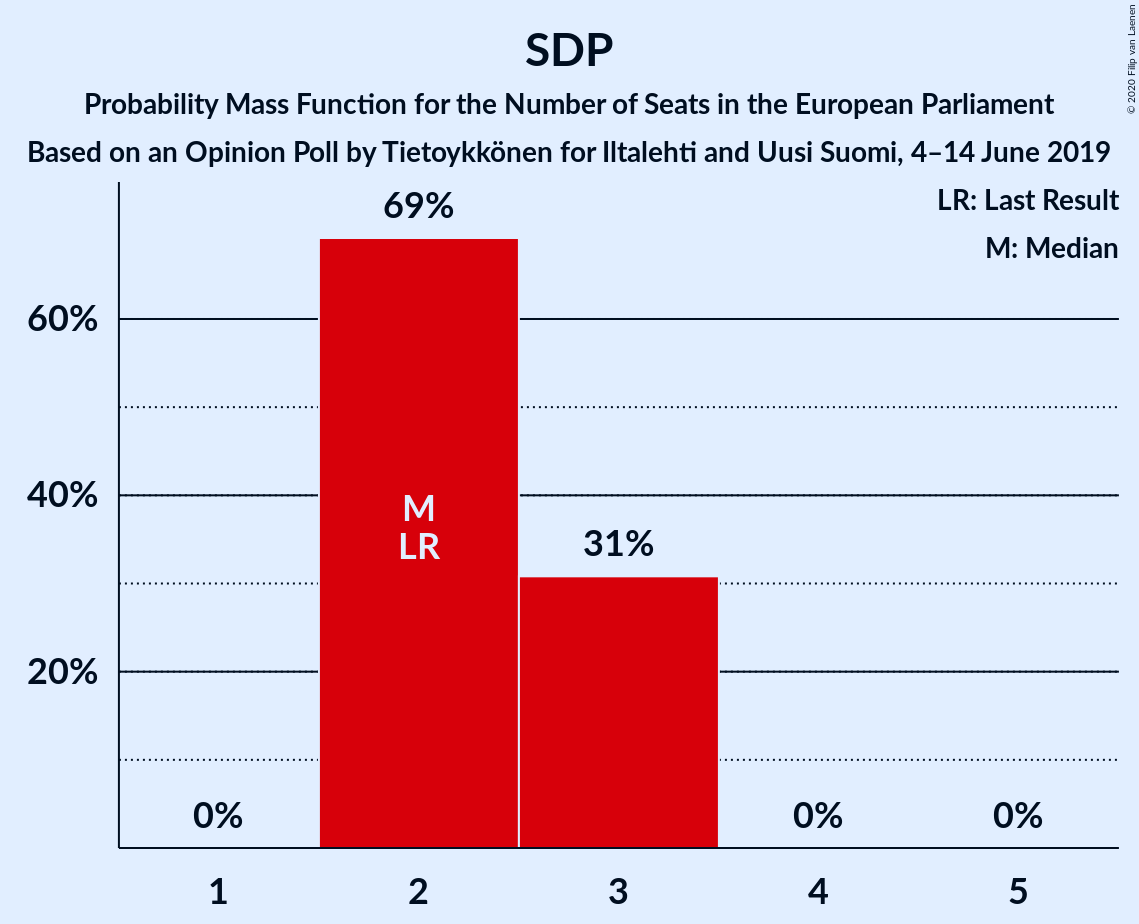 SDP
Probability Mass Function for the Number of Seats in the European Parliament
Based on an Opinion Poll by Tietoykkönen for Iltalehti and Uusi Suomi, 4–14 June 2019
© 2020 Filip van Laenen
LR: Last Result
M: Median
69%
60%
40%
M
LR
31%
20%
0%
0%
0%
1
2
3
4
5